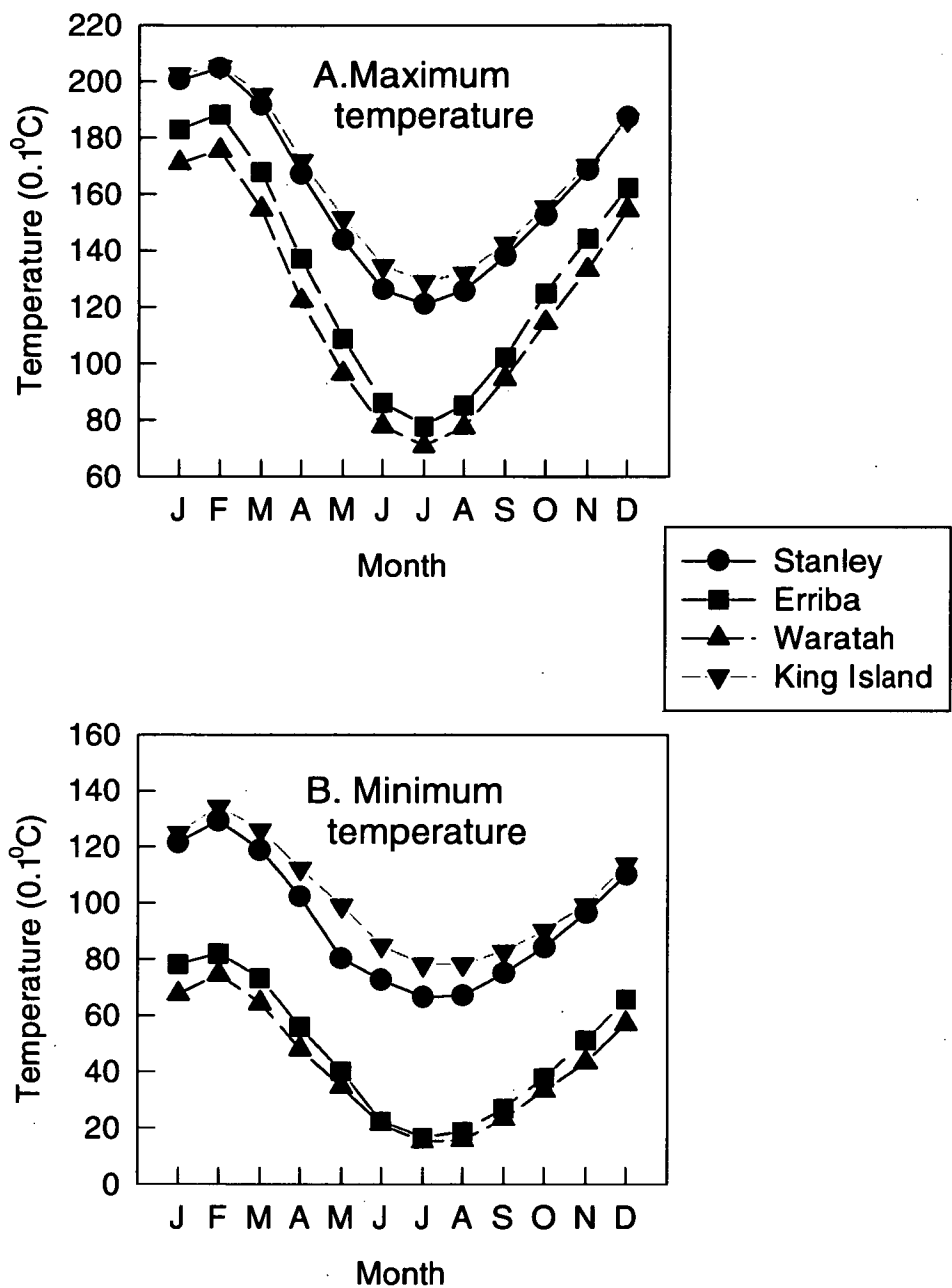 220
200
180
160
140
120
100
80
60
Temperature (0.1⁰C)
A.Maximum
temperature
J F M A M J J A S O N D
Month
Stanley
Erriba
Waratah
King Island
160
140
120
100
80
60
40
20
0
Temperature (0.1⁰C)
B. Minimum
temperature
J F M A M J J A S O N D
Month